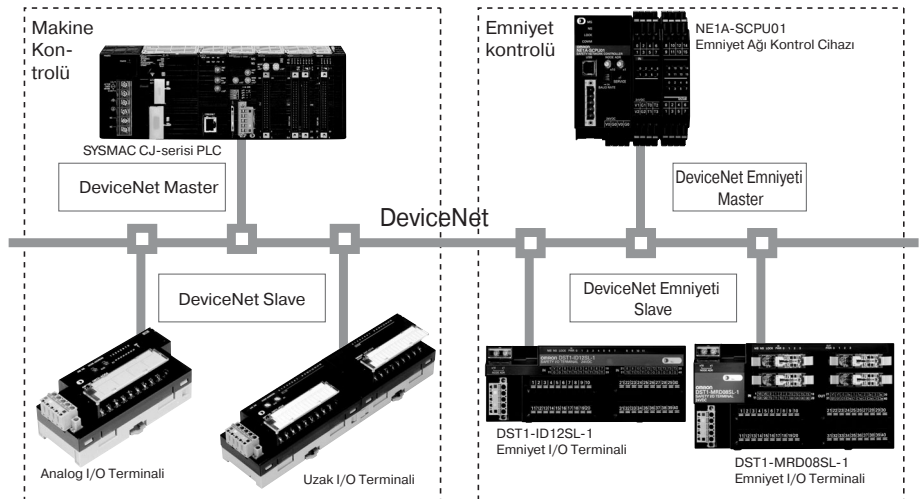 Makine
Kon-
trolü
SYSMAC CJ-serisi PLC
DeviceNet Master
DeviceNet
DeviceNet Slave
Analog I/O Terminali
Uzak I/O Terminali
Emniyet
kontrolü
NE1A-SCPU01
Emniyet Ağı Kontrol Cihazı
DeviceNet Emniyeti
Master
DeviceNet Emniyeti
Slave
DST1-ID12SL-1
Emniyet I/O Terminali
DST1-MRD08SL-1
Emniyet I/O Terminali